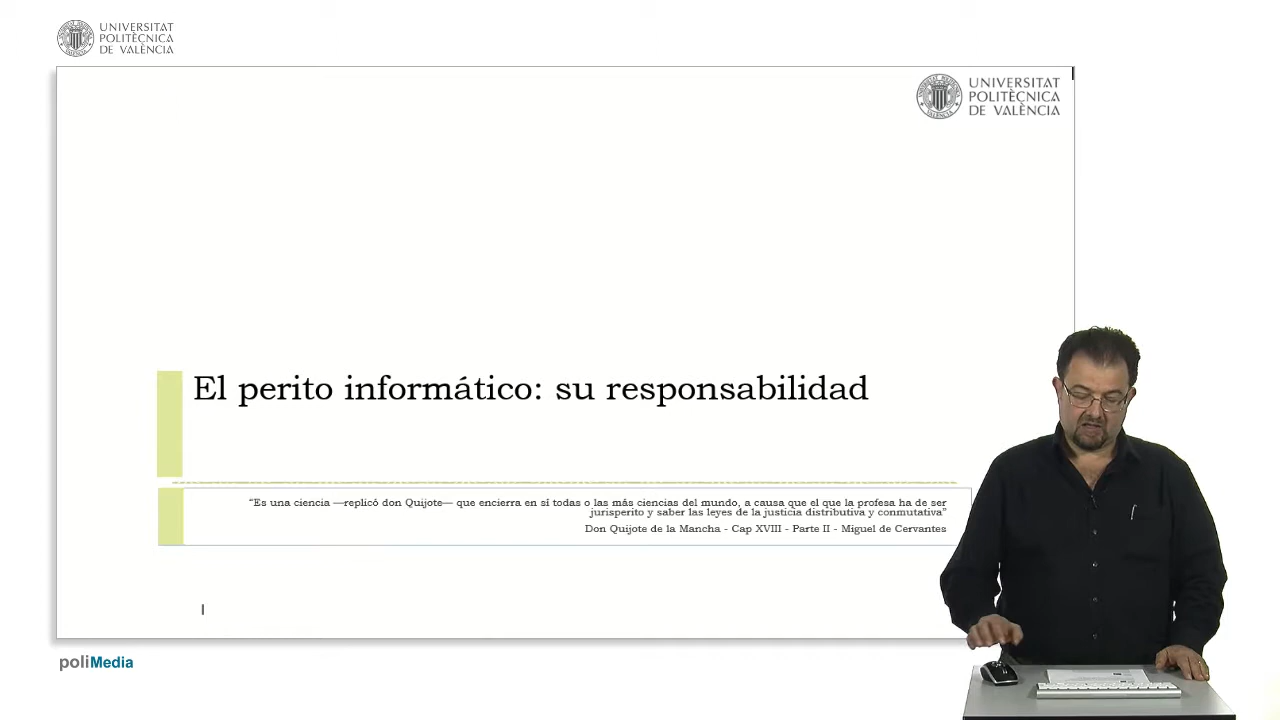 UNIVERSITAT
POLITÈCNICA
DE VALÈNCIA
UNIVERSITAT
POLITÈCNICA
DE VALÈNCIA
El perito informático: su responsabilidad
“Es una ciencia —replicó don Quijote— que encierra en sí todas o las más ciencias del mundo, a causa que el que la profesa ha de ser
jurisperito y saber las leyes de la justicia distributiva y conmutativa”
Don Quijote de la Mancha - Cap XVIII - Parte II - Miguel de Cervantes
I
poliMedia